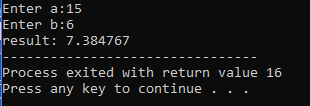 Enter a:15
Enter b:6
result: 7.384767
--------------------------------
Process exited with return value 16
Press any key to continue . . .